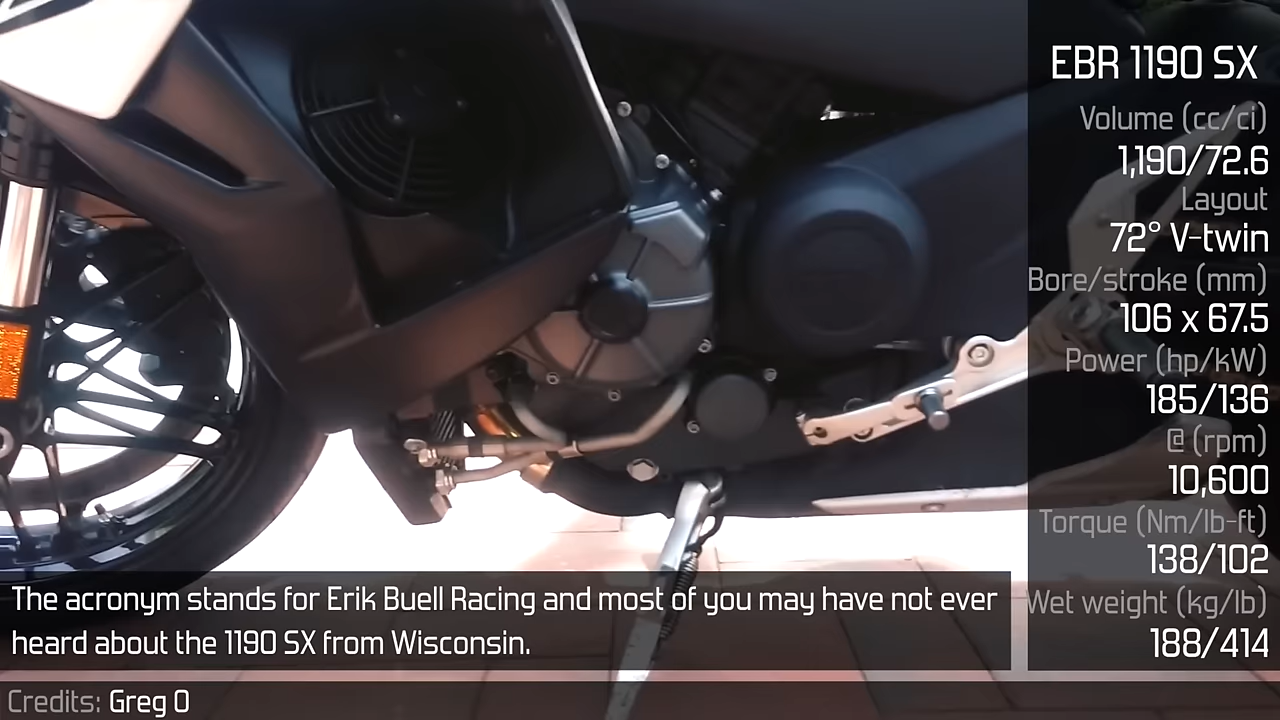 EBR 1190 SX
Volume (cc/ci)
1,190/72.6
Layout
72° V-twin
Bore/stroke (mm)
106 x 67.5
Power (hp/kW)
185/136
@ (rpm)
10,600
Torque (Nm/lb-ft)
138/102
Wet weight (kg/lb)
188/414
The acronym stands for Erik Buell Racing and most of you may have not ever
heard about the 1190 SX from Wisconsin.
Credits: Greg O